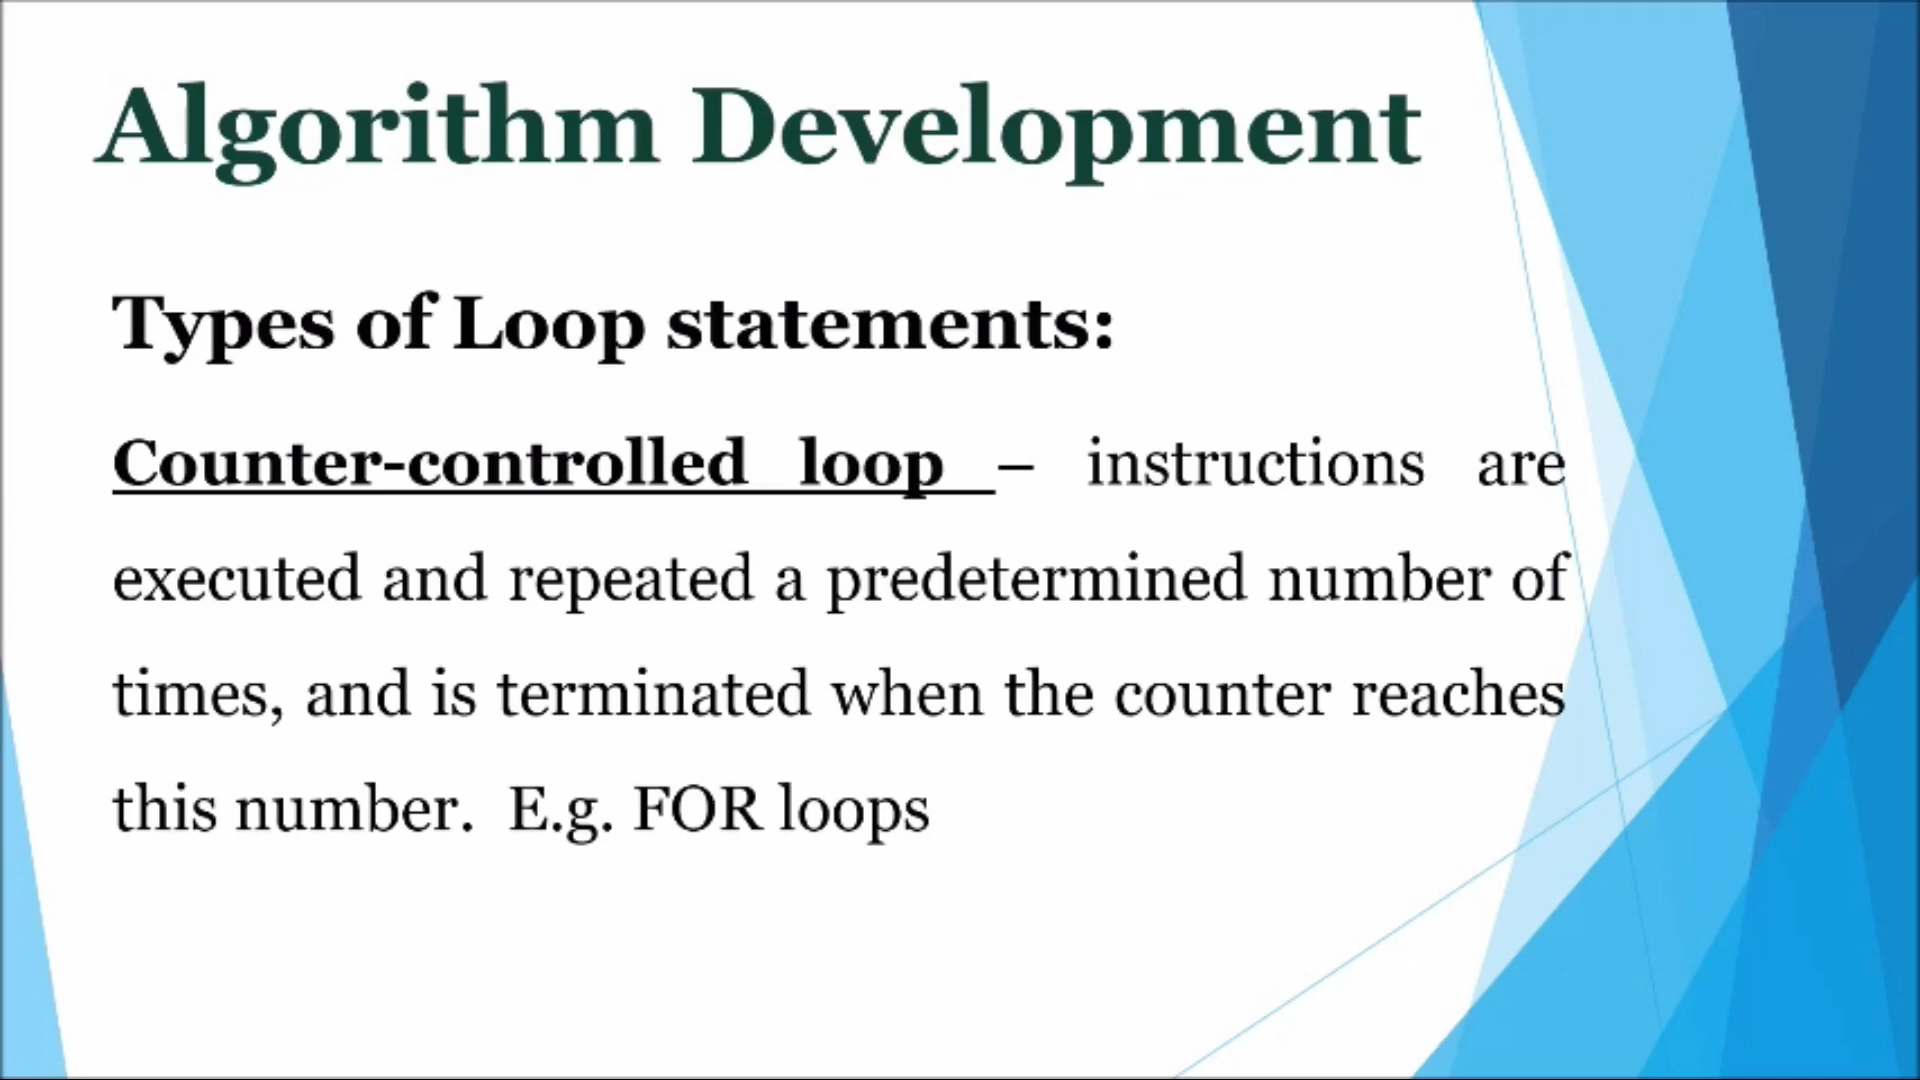 Algorithm Development
Types of Loop statements:
Counter-controlled loop – instructions are
executed and repeated a predetermined number of
times, and is terminated when the counter reaches
this number. E.g. FOR loops